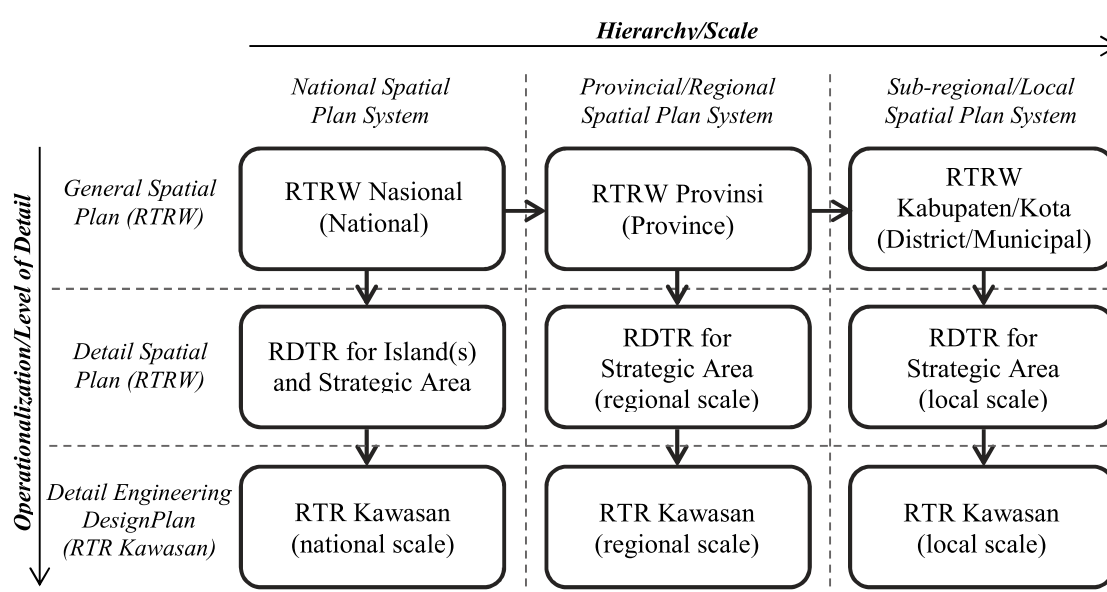 Hierarchy/Scale
National Spatial
Plan System
Provincial/Regional
Spatial Plan System
Sub-regional/Local
Spatial Plan System
Operationalization/Level of Detail
General Spatial
Plan (RTRW)
RTRW Nasional
(National)
RTRW Provinsi
(Province)
RTRW
Kabupaten/Kota
(District/Municipal)
Detail Spatial
Plan (RTRW)
RDTR for Island(s)
and Strategic Area
RDTR for
Strategic Area
(regional scale)
RDTR for
Strategic Area
(local scale)
Detail Engineering
DesignPlan
(RTR Kawasan)
RTR Kawasan
(national scale)
RTR Kawasan
(regional scale)
RTR Kawasan
(local scale)